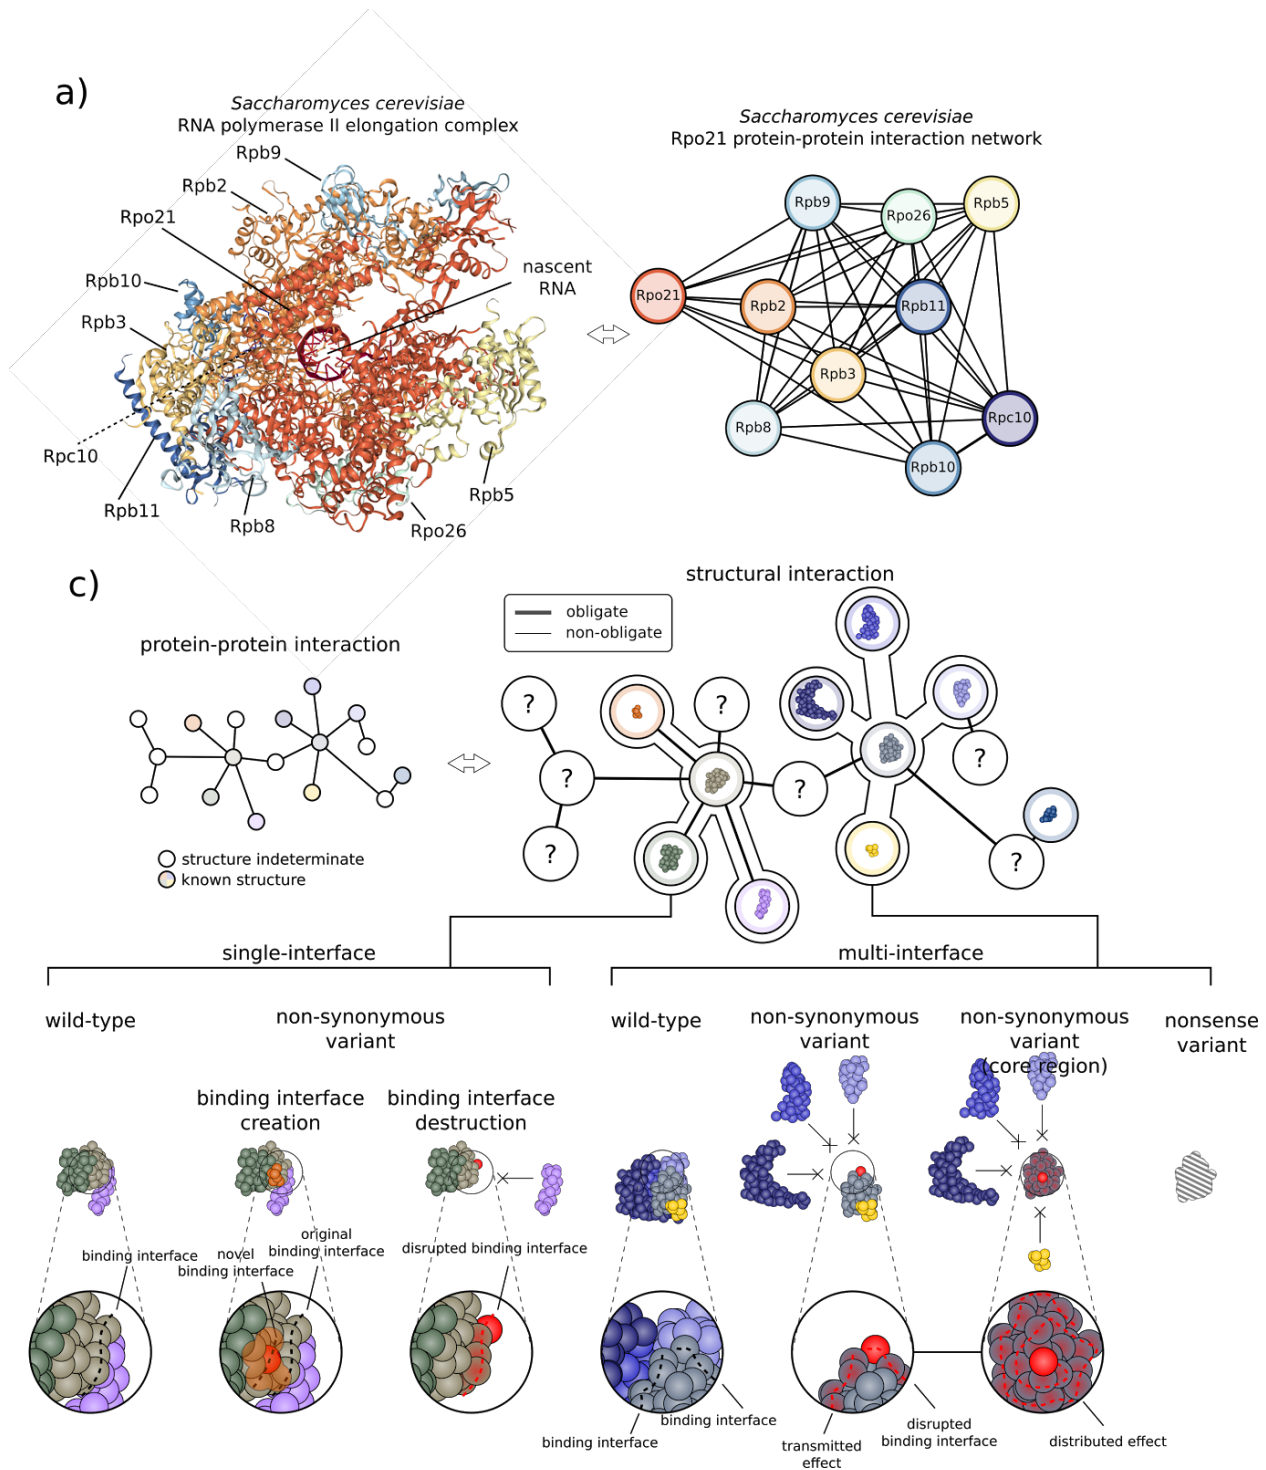 a)
Saccharomyces cerevisiae
RNA polymerase II elongation complex
Rpb9
Rpb2
Rpo21
Rpb10
Rpb3
Rpc10
Rpb11
Rpb8
Rpo26
Rpb5
nascent
RNA
Saccharomyces cerevisiae
Rpo21 protein-protein interaction network
Rpb9
Rpo26
Rpb5
Rpo21
Rpb2
Rpb11
Rpb3
Rpb8
Rpc10
Rpb10
c)
protein-protein interaction
structure indeterminate
known structure
structural interaction
obligate
non-obligate
?
?
?
?
?
?
?
single-interface
multi-interface
wild-type
non-synonymous
variant
binding interface
creation
binding interface
destruction
wild-type
non-synonymous
variant
non-synonymous
variant
(core region)
nonsense
variant
binding interface
novel
binding interface
original
binding interface
disrupted binding interface
binding interface
binding interface
transmitted
effect
disrupted
binding interface
distributed effect